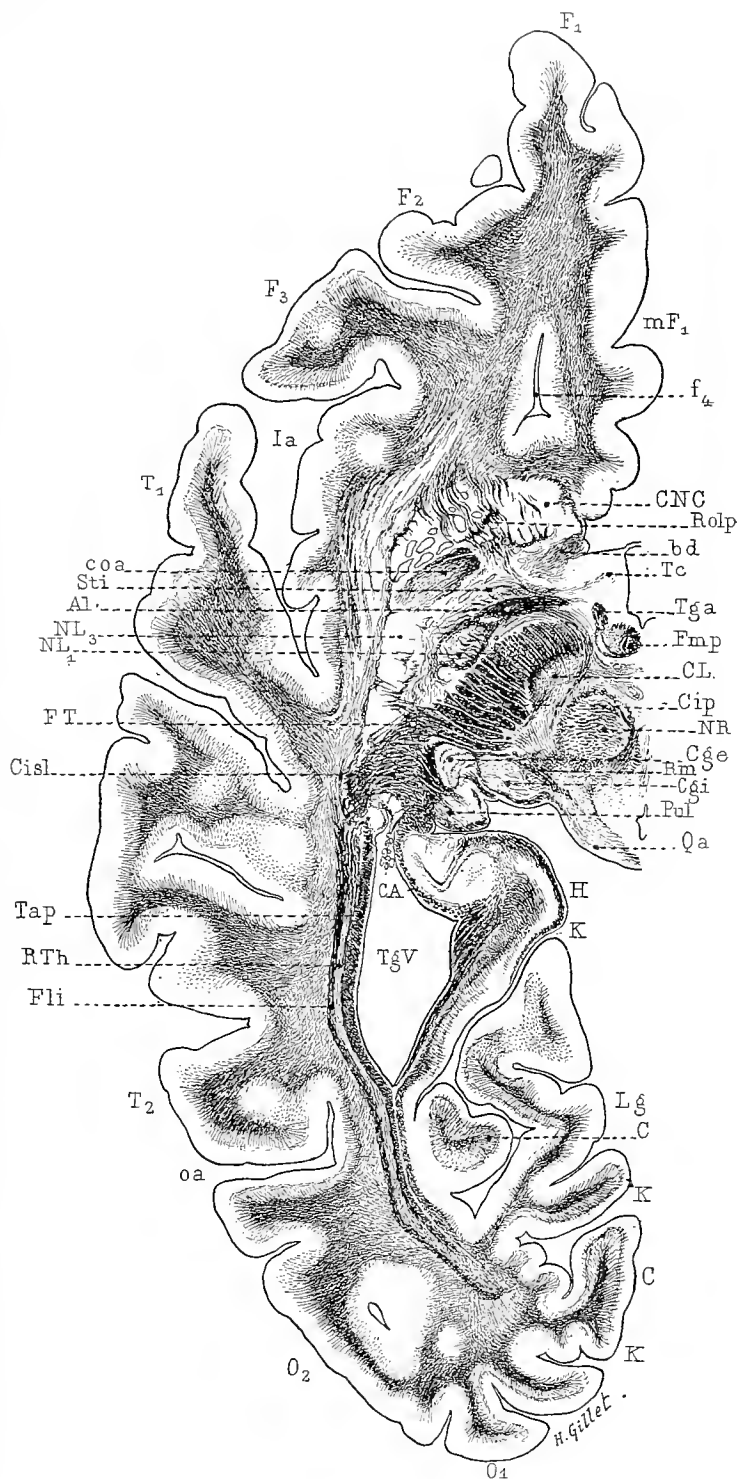 F₁
F₂
F₃
mF₁
f₄
Ia
T₁
CNC
Rolp
bd
coa
Tc
Sti
Al
Tga
NL₃
Fmp
NL₁
CL
Cip
FT
NR
Cge
Cisl
Rm
Cgi
Pul
Qa
CA
H
Tap
K
TgV
RTh
Fli
Lg
T₂
C
oa
K
C
O₂
K
H. Gillet.
O₁